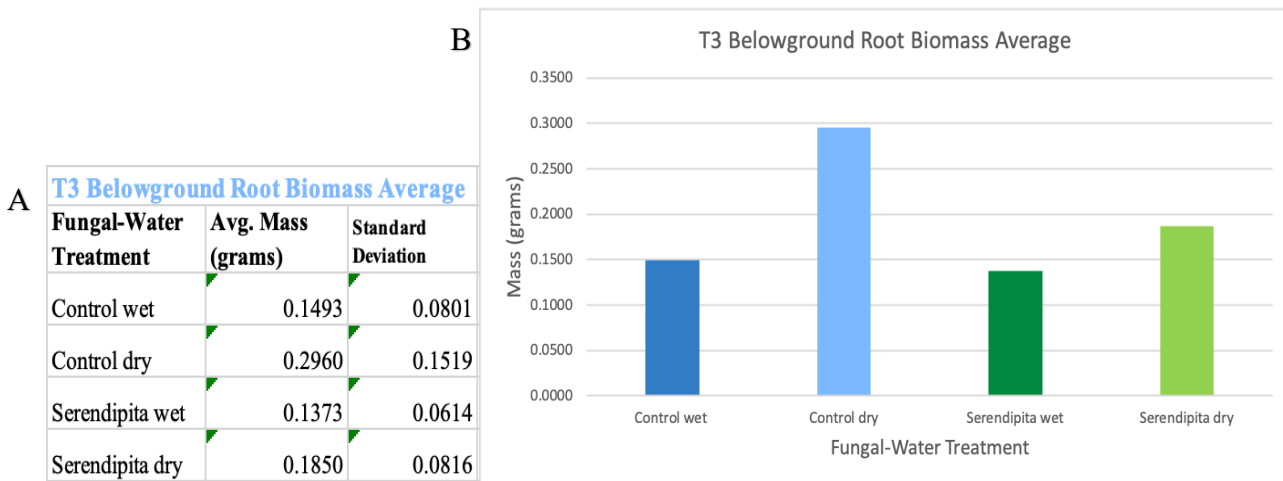 A
T3 Belowground Root Biomass Average
Fungal-Water Treatment
Avg. Mass (grams)
Standard Deviation
Control wet 0.1493 0.0801
Control dry 0.2960 0.1519
Serendipita wet 0.1373 0.0614
Serendipita dry 0.1850 0.0816
B
T3 Belowground Root Biomass Average
Mass (grams)
0.3500
0.3000
0.2500
0.2000
0.1500
0.1000
0.0500
0.0000
Control wet Control dry Serendipita wet Serendipita dry
Fungal-Water Treatment